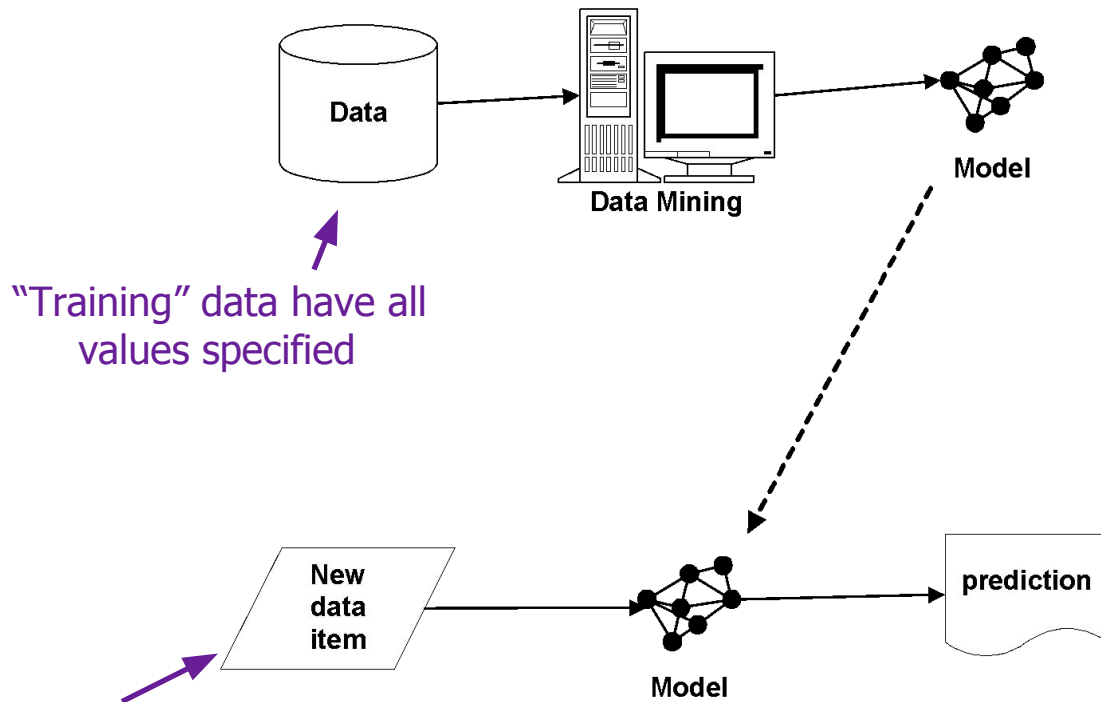 Data
Data Mining
Model
“Training” data have all
values specified
New
data
item
Model
prediction